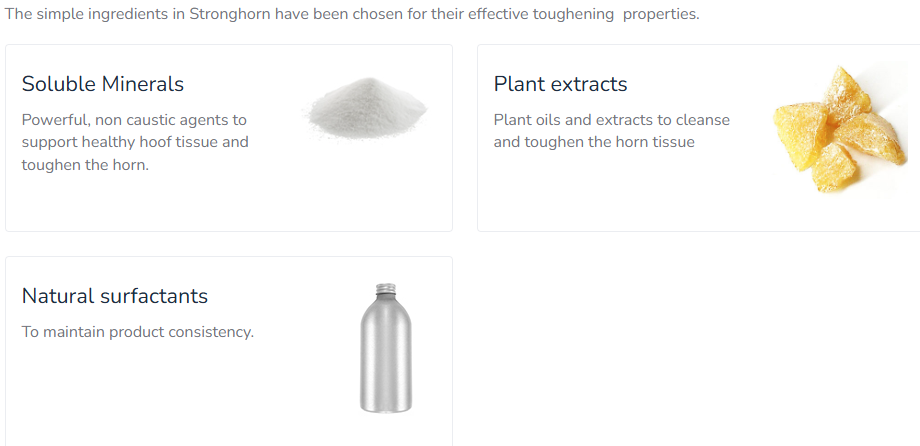 The simple ingredients in Stronghorn have been chosen for their effective toughening  properties.
Soluble Minerals
Powerful, non caustic agents to
support healthy hoof tissue and
toughen the horn.
Plant extracts
Plant oils and extracts to cleanse
and toughen the horn tissue
Natural surfactants
To maintain product consistency.